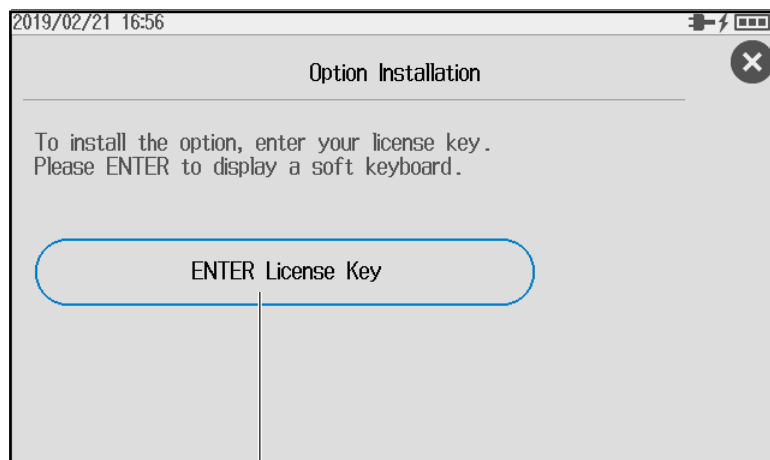 2019/02/21 16:56
Option Installation
To install the option, enter your license key.
Please ENTER to display a soft keyboard.
ENTER License Key